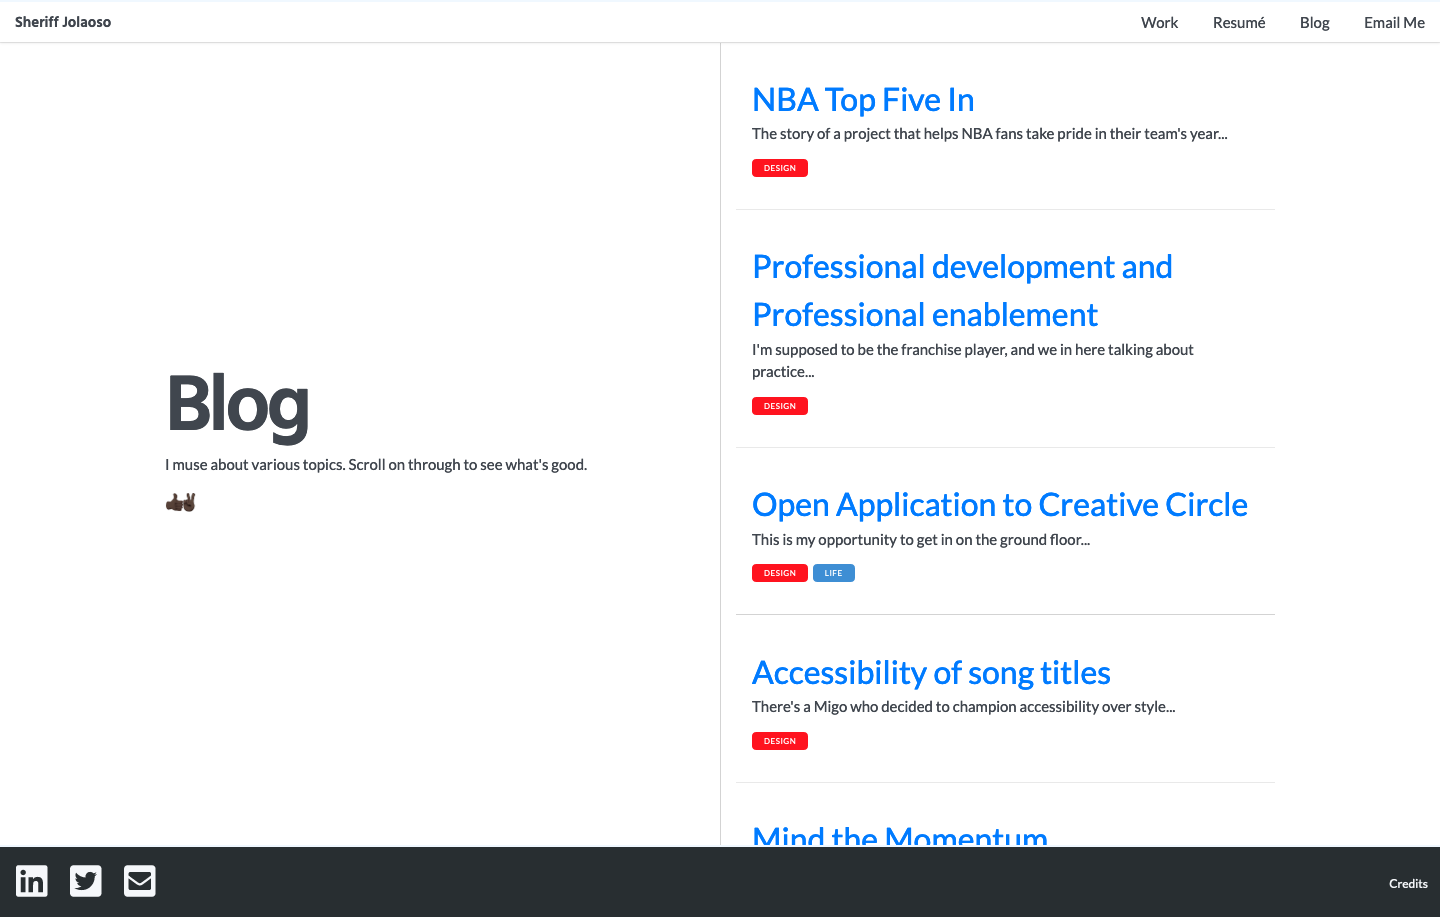 Sheriff Jolaoso
Work Resumé Blog Email Me
Blog
I muse about various topics. Scroll on through to see what's good.
NBA Top Five In
The story of a project that helps NBA fans take pride in their team's year...
DESIGN
Professional development and
Professional enablement
I'm supposed to be the franchise player, and we in here talking about
practice...
DESIGN
Open Application to Creative Circle
This is my opportunity to get in on the ground floor...
DESIGN LIFE
Accessibility of song titles
There's a Migo who decided to champion accessibility over style...
DESIGN
Mind the Momentum
in
Credits